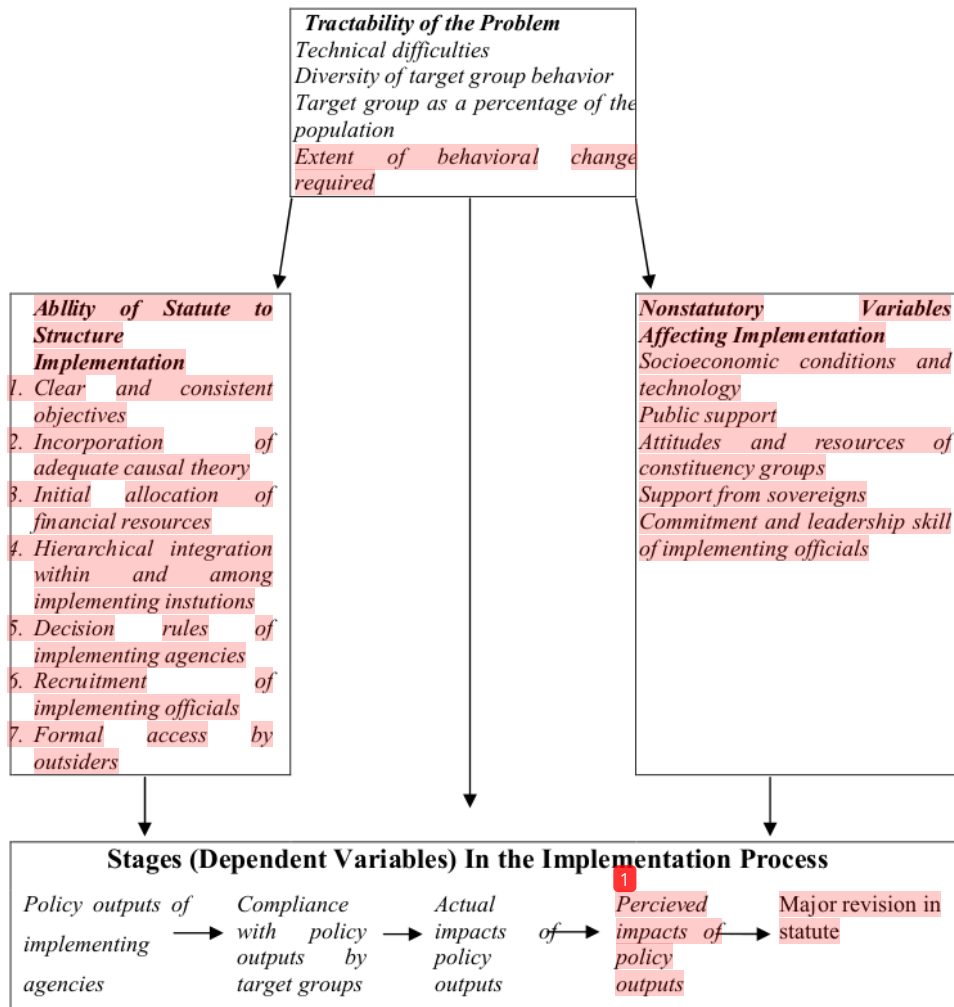 Tractability of the Problem
Technical difficulties
Diversity of target group behavior
Target group as a percentage of the
population
Extent of behavioral change
required
Abllity of Statute to
Structure
Implementation
1. Clear and consistent
objectives
2. Incorporation of
adequate causal theory
3. Initial allocation of
financial resources
4. Hierarchical integration
within and among
implementing instutions
5. Decision rules of
implementing agencies
6. Recruitment of
implementing officials
7. Formal access by
outsiders
Nonstatutory Variables
Affecting Implementation
Socioeconomic conditions and
technology
Public support
Attitudes and resources of
constituency groups
Support from sovereigns
Commitment and leadership skill
of implementing officials
Stages (Dependent Variables) In the Implementation Process
1
Policy outputs of
implementing
agencies
Compliance
with policy
outputs by
target groups
Actual
impacts of
policy
outputs
Percieved
impacts of
policy
outputs
Major revision in
statute